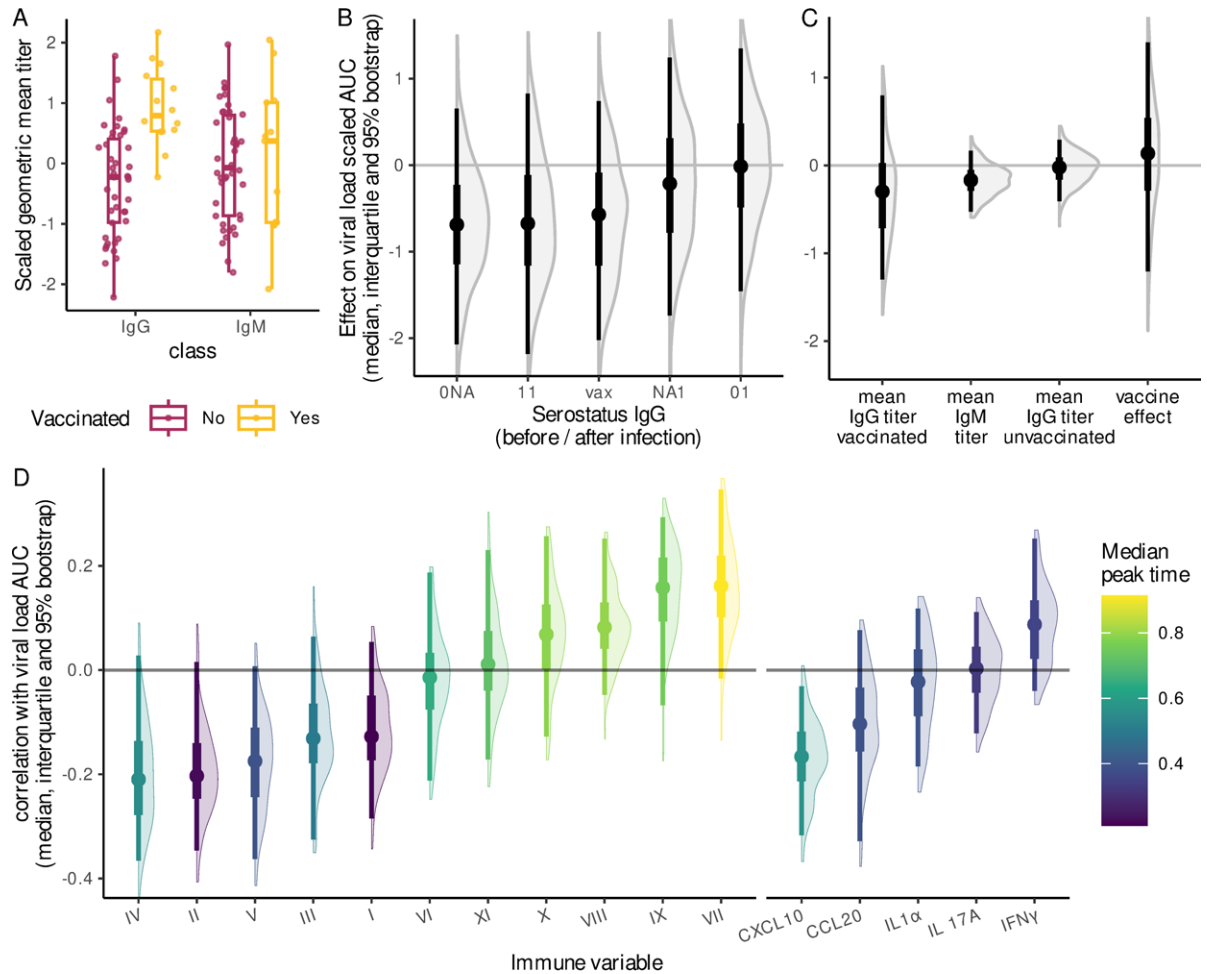 A
Scaled geometric mean titer
2
1
0
-1
-2
IgG
IgM
class
Vaccinated
No
Yes
B
Effect on viral load scaled AUC
(median, interquartile and 95% bootstrap)
1
0
-1
-2
0NA
11
vax
NA1
01
Serostatus IgG
(before / after infection)
C
1
0
-1
-2
mean
IgG titer
vaccinated
mean
IgM
titer
mean
IgG titer
unvaccinated
vaccine
effect
D
correlation with viral load AUC
(median, interquartile and 95% bootstrap)
0.2
0.0
-0.2
-0.4
IV
II
V
III
I
VI
XI
X
VIII
IX
VII
CXCL10
CCL20
IL1α
IL 17A
IFNγ
Immune variable
Median
peak time
0.8
0.6
0.4